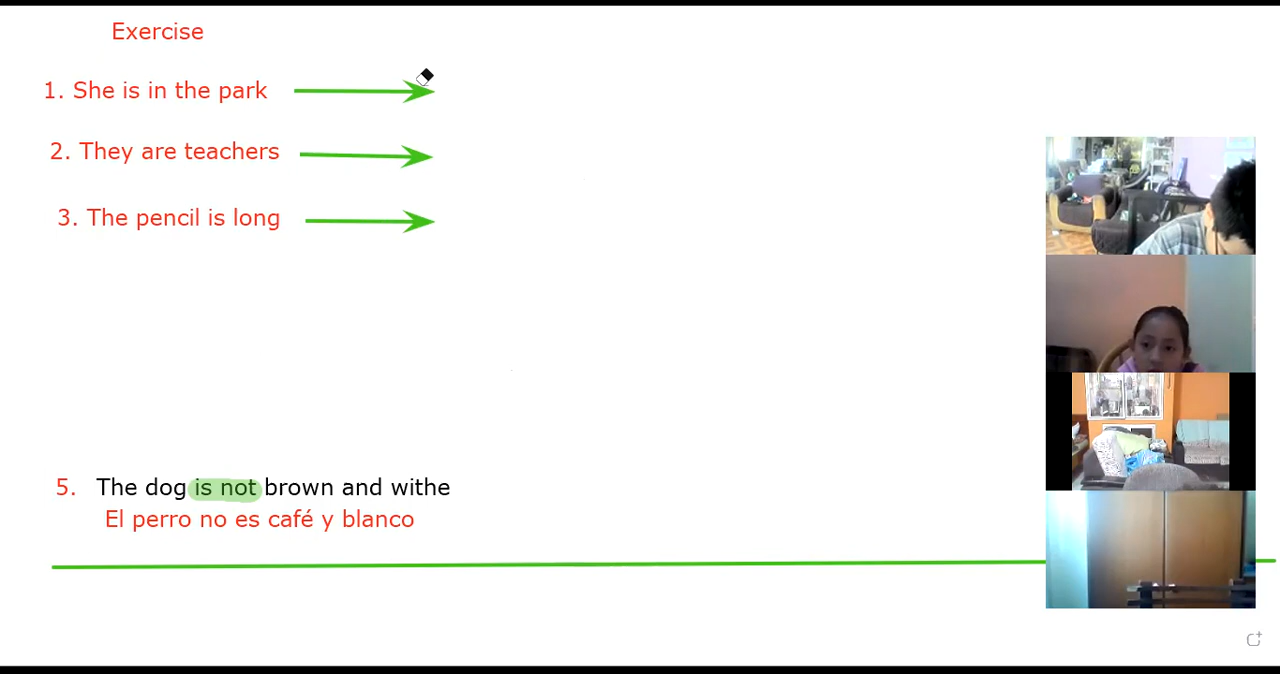 Exercise
1. She is in the park
2. They are teachers
3. The pencil is long
5. The dog is not brown and withe
El perro no es café y blanco